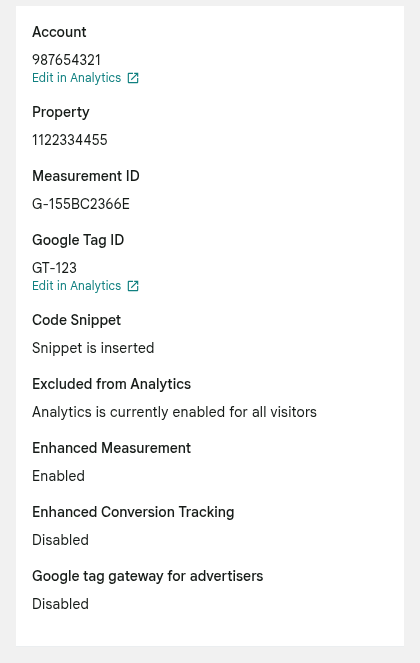 Account
987654321
Edit in Analytics
Property
1122334455
Measurement ID
G-155BC2366E
Google Tag ID
GT-123
Edit in Analytics
Code Snippet
Snippet is inserted
Excluded from Analytics
Analytics is currently enabled for all visitors
Enhanced Measurement
Enabled
Enhanced Conversion Tracking
Disabled
Google tag gateway for advertisers
Disabled